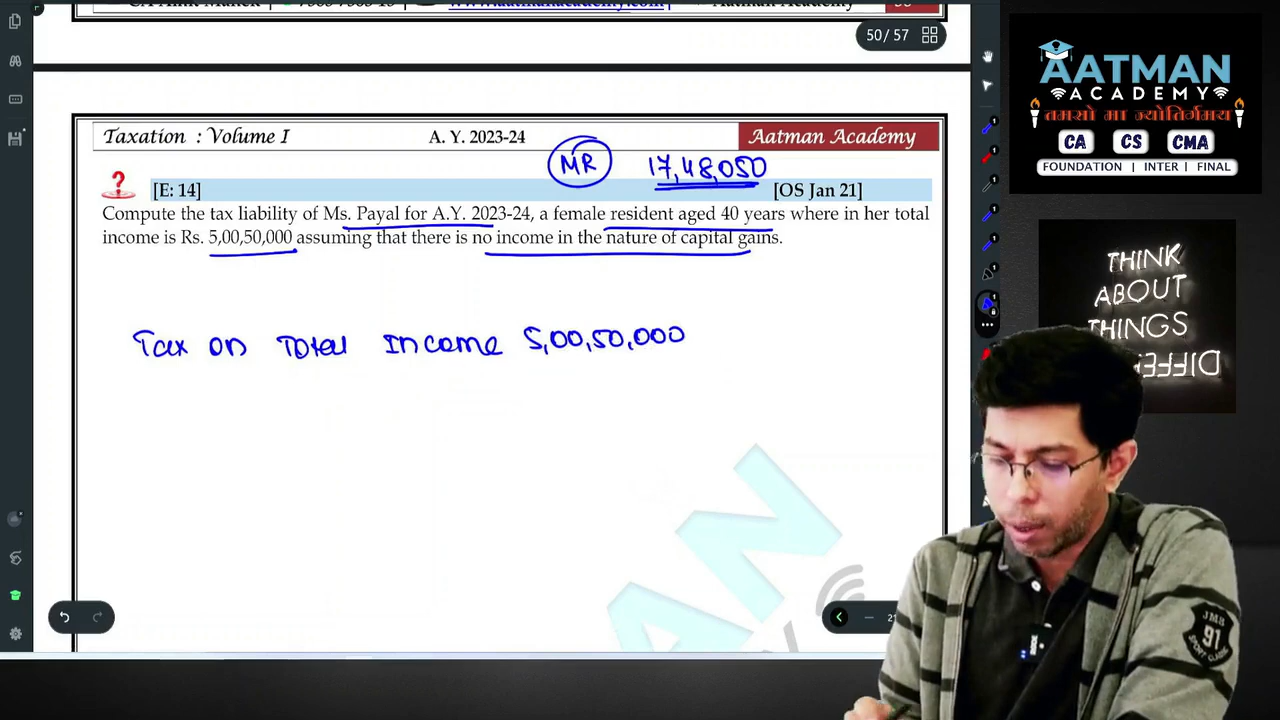 50 / 57
AATMAN
ACADEMY
तमसो मा ज्योतिर्गमय
CA CS CMA
FOUNDATION | INTER | FINAL
Taxation : Volume I A. Y. 2023-24 Aatman Academy
MR 17,48,050
? [E: 14] [OS Jan 21]
Compute the tax liability of Ms. Payal for A.Y. 2023-24, a female resident aged 40 years where in her total
income is Rs. 5,00,50,000 assuming that there is no income in the nature of capital gains.
Tax on Total Income 5,00,50,000
THINK
ABOUT
THINGS
JMS
91